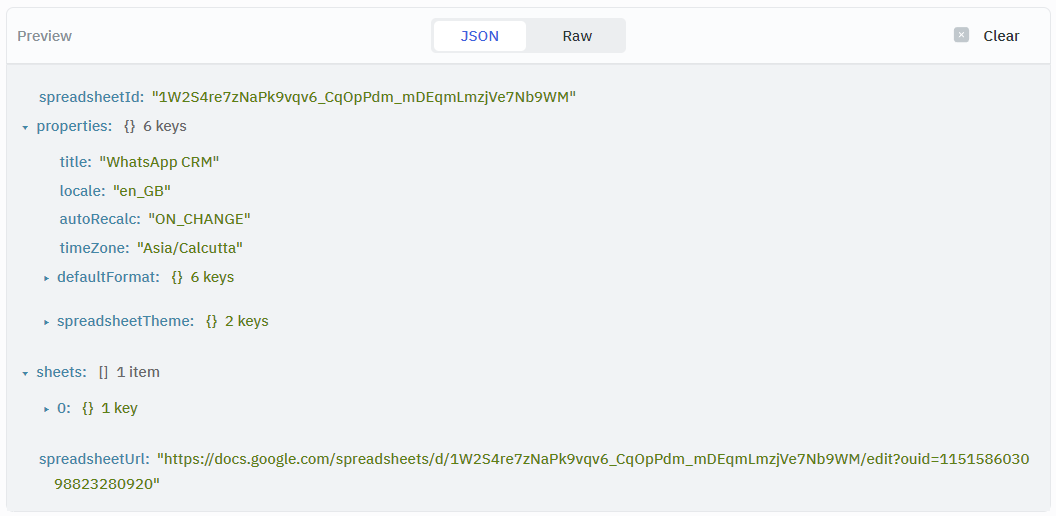 Preview
JSON
Raw
Clear
spreadsheetId: "1W2S4re7zNaPk9vqv6_CqOpPdm_mDEqmLmzjVe7Nb9WM"
properties: {} 6 keys
title: "WhatsApp CRM"
locale: "en_GB"
autoRecalc: "ON_CHANGE"
timeZone: "Asia/Calcutta"
defaultFormat: {} 6 keys
spreadsheetTheme: {} 2 keys
sheets: [] 1 item
0: {} 1 key
spreadsheetUrl: "https://docs.google.com/spreadsheets/d/1W2S4re7zNaPk9vqv6_CqOpPdm_mDEqmLmzjVe7Nb9WM/edit?ouid=1151586030
98823280920"